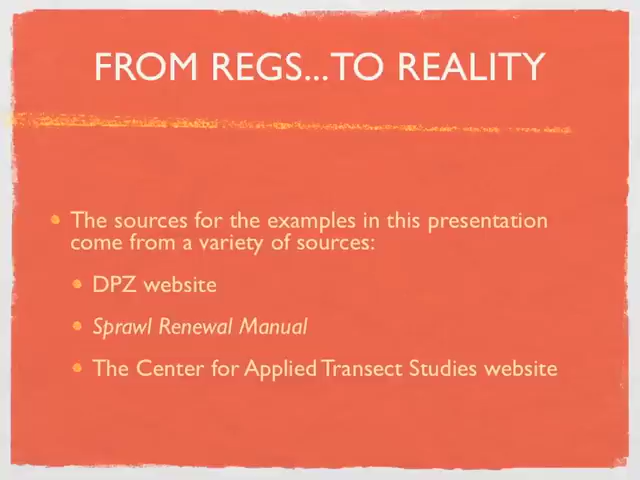 FROM REGS...TO REALITY
The sources for the examples in this presentation
come from a variety of sources:
DPZ website
Sprawl Renewal Manual
The Center for Applied Transect Studies website